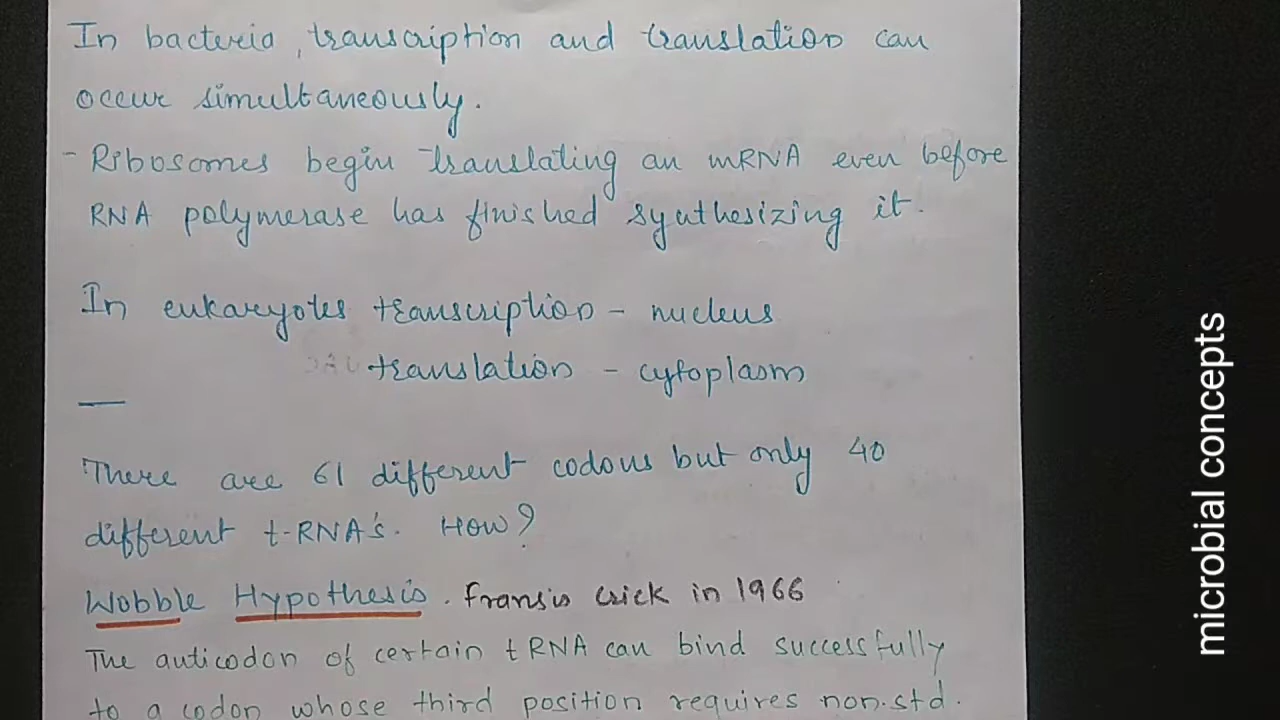 In bacteria, transcription and translation can
occur simultaneously.
- Ribosomes begin translating an mRNA even before
RNA polymerase has finished synthesizing it.
In eukaryotes transcription - nucleus
translation - cytoplasm
There are 61 different codons but only 40
different t-RNA's. How?
Wobble Hypothesis. Fransis Crick in 1966
The anticodon of certain tRNA can bind successfully
to a codon whose third position requires non.std.
microbial concepts